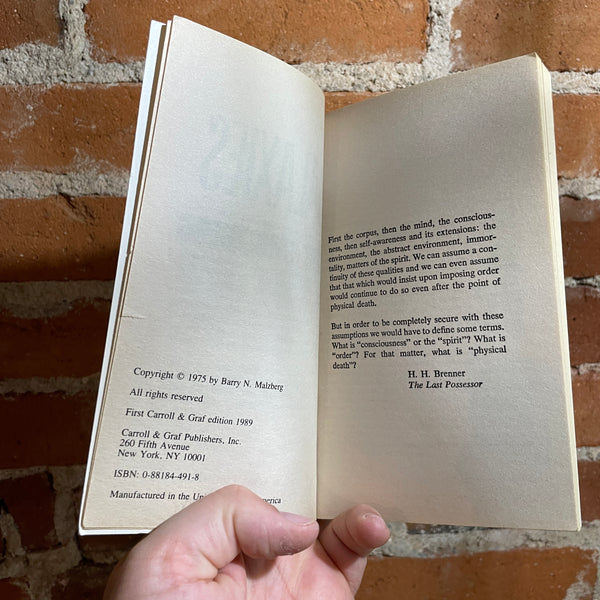 Copyright © 1975 by Barry N. Malzberg
All rights reserved
First Carroll & Graf edition 1989
Carroll & Graf Publishers, Inc.
260 Fifth Avenue
New York, NY 10001
ISBN: 0-88184-491-8
Manufactured in the
First the corpus, then the mind, the conscious-
ness, then self-awareness and its extensions: the
environment, the abstract environment, immor-
tality, matters of the spirit. We can assume a con-
tinuity of these qualities and we can even assume
that that which would insist upon imposing order
would continue to do so even after the point of
physical death.
But in order to be completely secure with these
assumptions we would have to define some terms.
What is “consciousness” or the “spirit”? What is
“order”? For that matter, what is “physical
death”?
H. H. Brenner
The Last Possessor